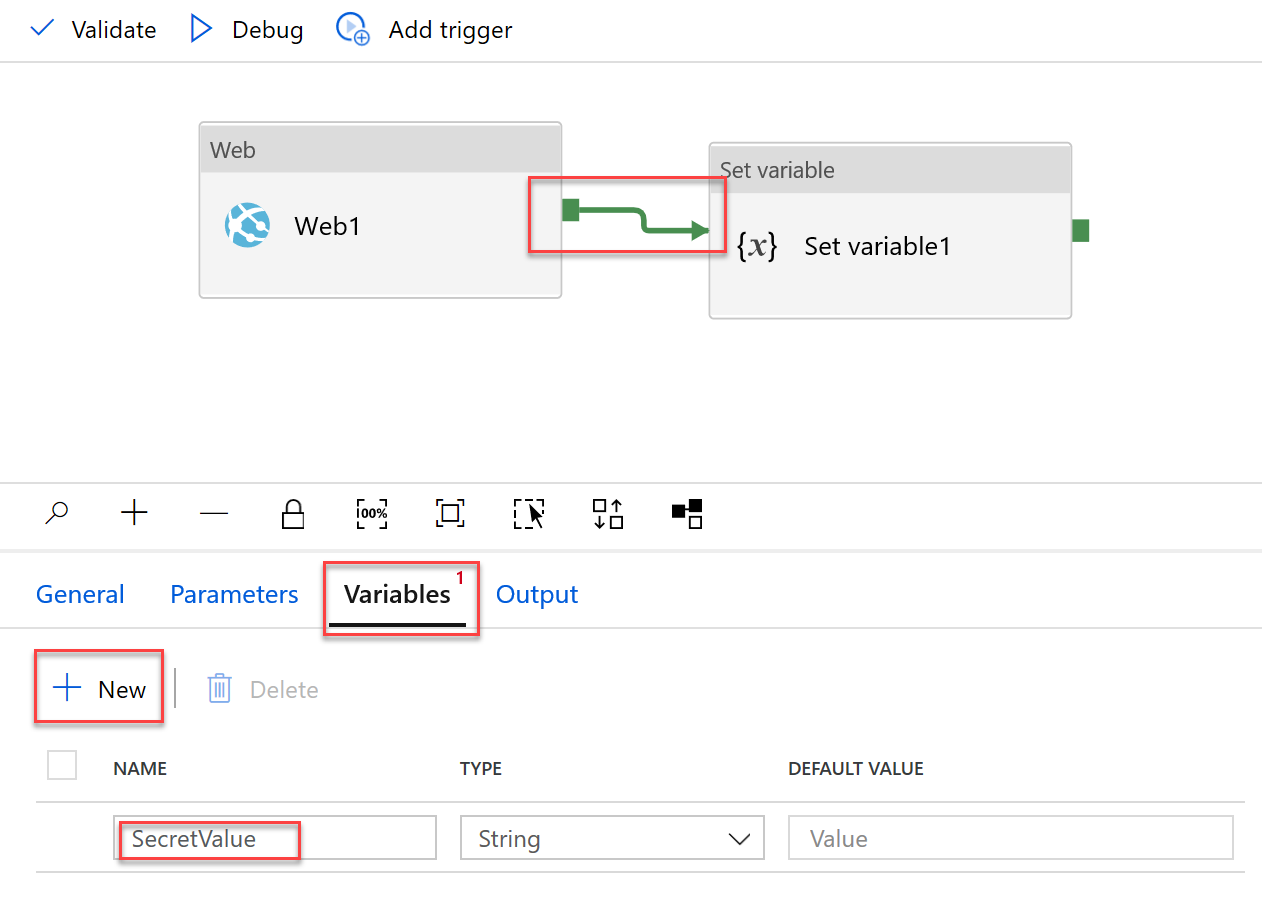 Validate Debug Add trigger
Web
Set variable
Web1
{x} Set variable1
00%
General Parameters Variables 1 Output
New Delete
NAME TYPE DEFAULT VALUE
SecretValue String Value